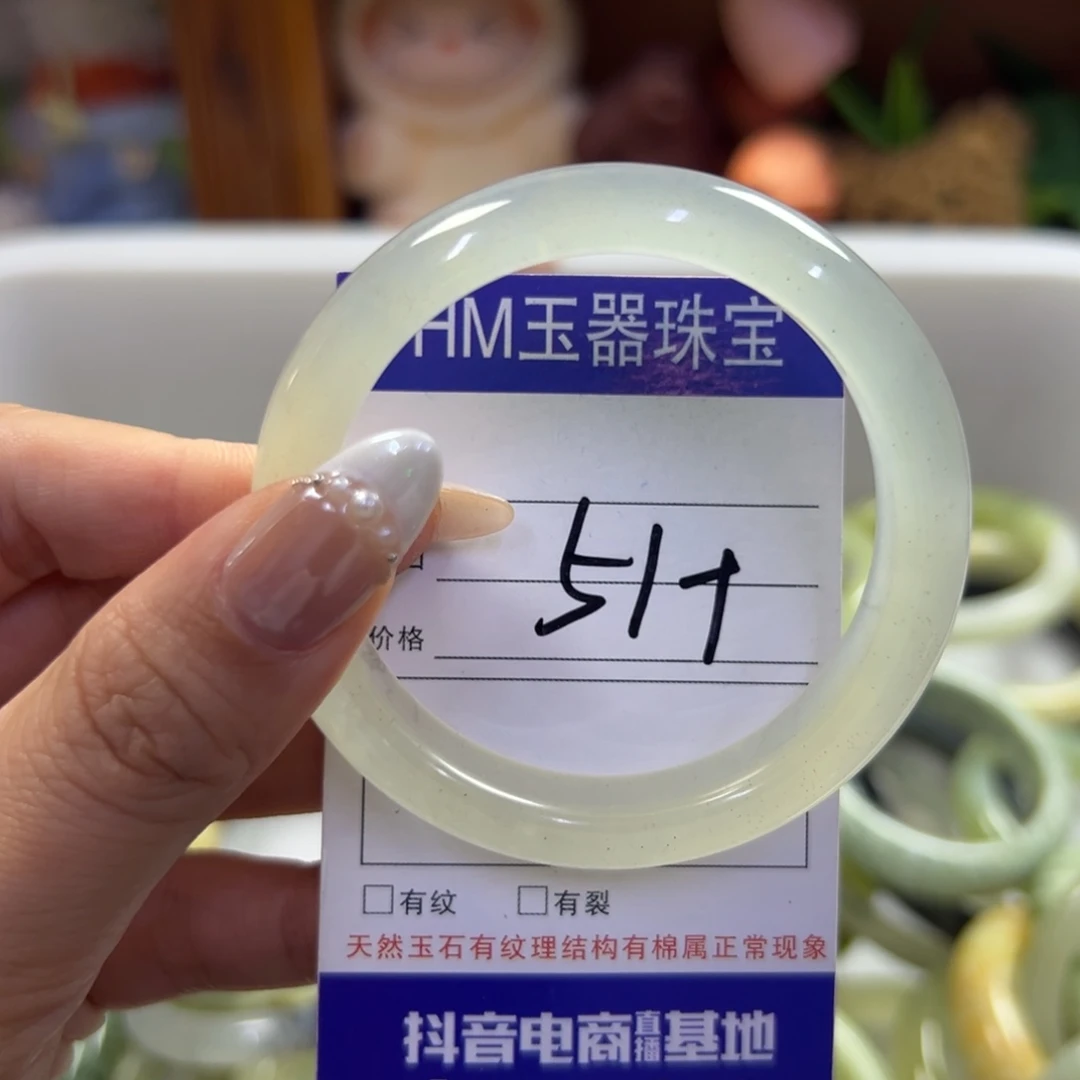 HM玉器珠宝
51
价格
□有纹 □有裂
天然玉石有纹理结构有棉属正常现象
抖音电商直播基地